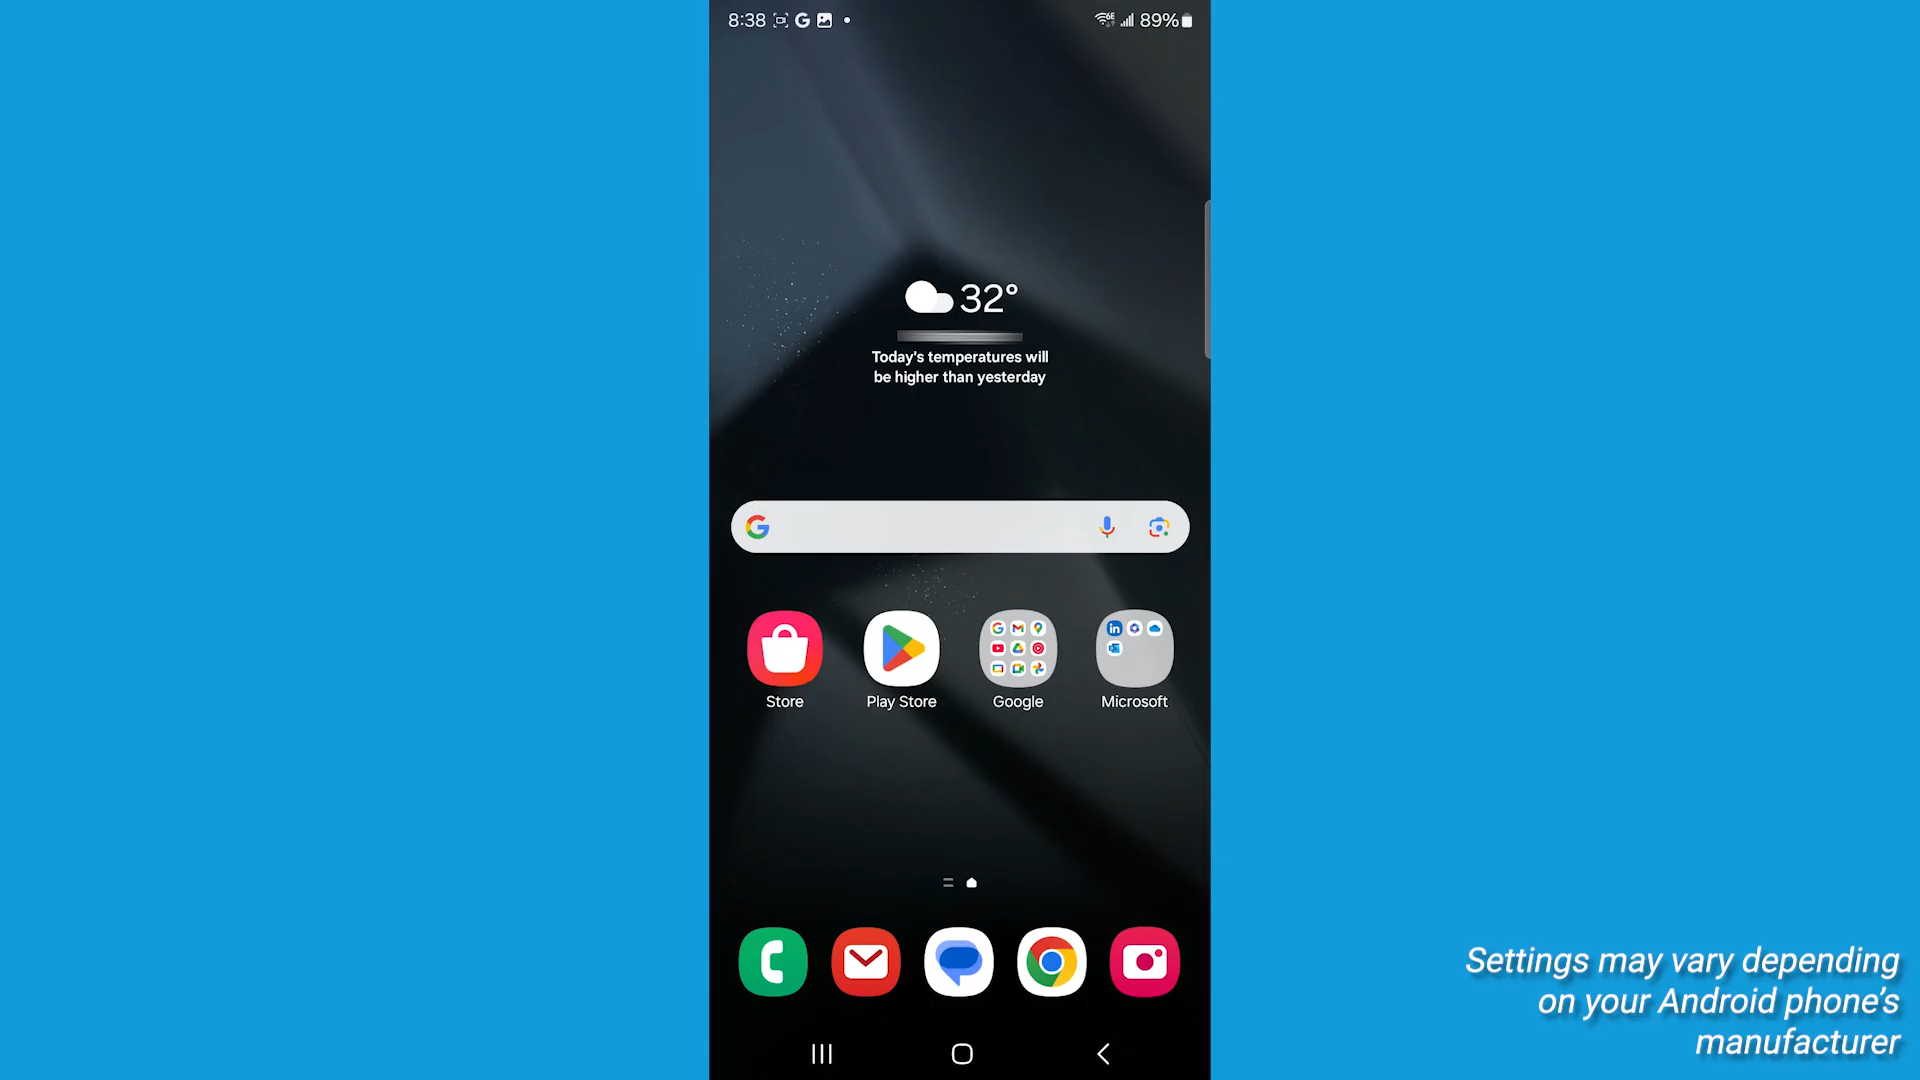 8:38
89%
32°
Today's temperatures will
be higher than yesterday
Store
Play Store
Google
Microsoft
Settings may vary depending
on your Android phone's
manufacturer